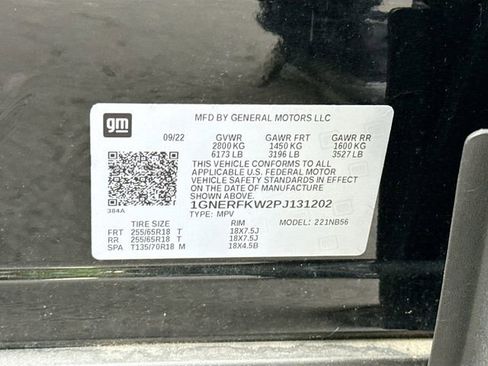 gm
MFD BY GENERAL MOTORS LLC
09/22 GVWR GAWR FRT GAWR RR
2800 KG 1450 KG 1600 KG
6173 LB 3196 LB 3527 LB
THIS VEHICLE CONFORMS TO ALL
APPLICABLE U.S. FEDERAL MOTOR
VEHICLE SAFETY STANDARDS IN EFFECT
ON THE DATE OF MANUFACTURE
SHOWN ABOVE.
384A
1GNERFKW2PJ131202
TYPE: MPV MODEL: 221NB56
TIRE SIZE RIM
FRT 255/65R18 T 18X7.5J
RR 255/65R18 T 18X7.5J
SPA T135/70R18 M 18X4.5B